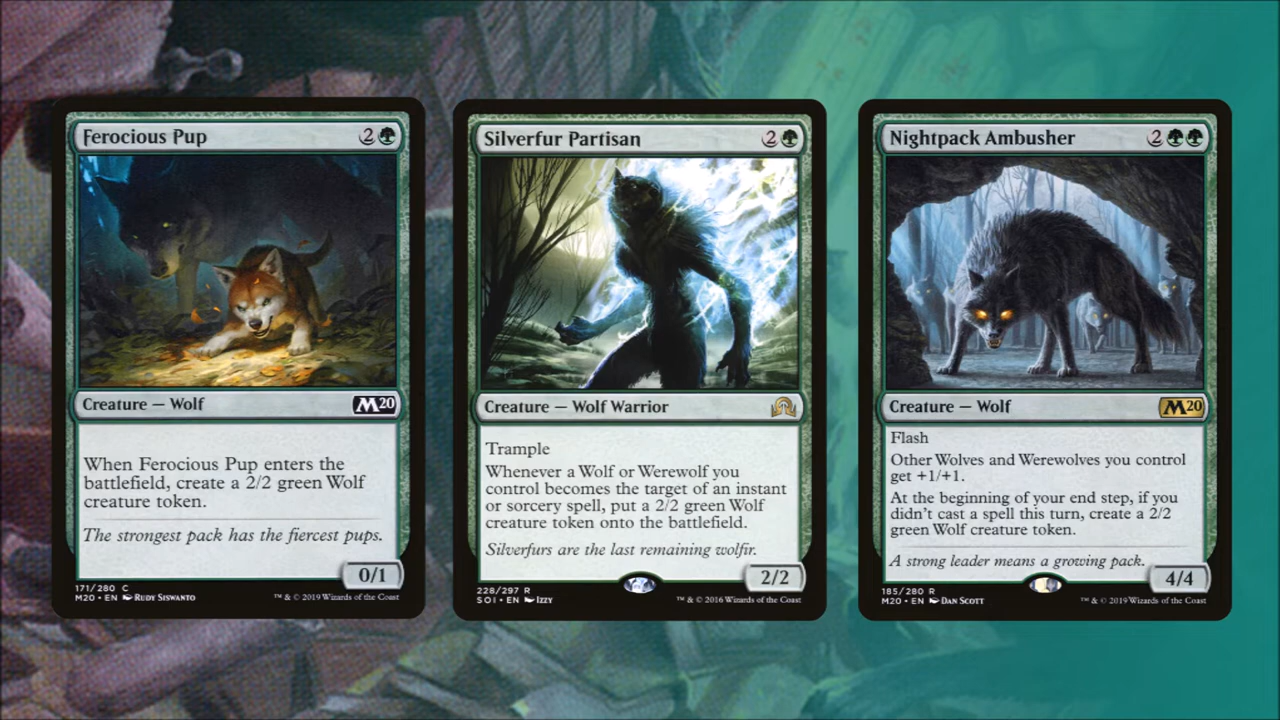 Ferocious Pup 2
Creature — Wolf M20
When Ferocious Pup enters the
battlefield, create a 2/2 green Wolf
creature token.
The strongest pack has the fiercest pups.
0/1
171/280 C
M20 • EN Rudy Siswanto ™ & © 2019 Wizards of the Coast
Silverfur Partisan 2
Creature — Wolf Warrior
Trample
Whenever a Wolf or Werewolf you
control becomes the target of an instant
or sorcery spell, put a 2/2 green Wolf
creature token onto the battlefield.
Silverfurs are the last remaining wolfir.
2/2
228/297 R
SOI • EN Izzy ™ & © 2016 Wizards of the Coast
Nightpack Ambusher 2
Creature — Wolf M20
Flash
Other Wolves and Werewolves you control
get +1/+1.
At the beginning of your end step, if you
didn't cast a spell this turn, create a 2/2
green Wolf creature token.
A strong leader means a growing pack.
4/4
185/280 R
M20 • EN Dan Scott ™ & © 2019 Wizards of the Coast